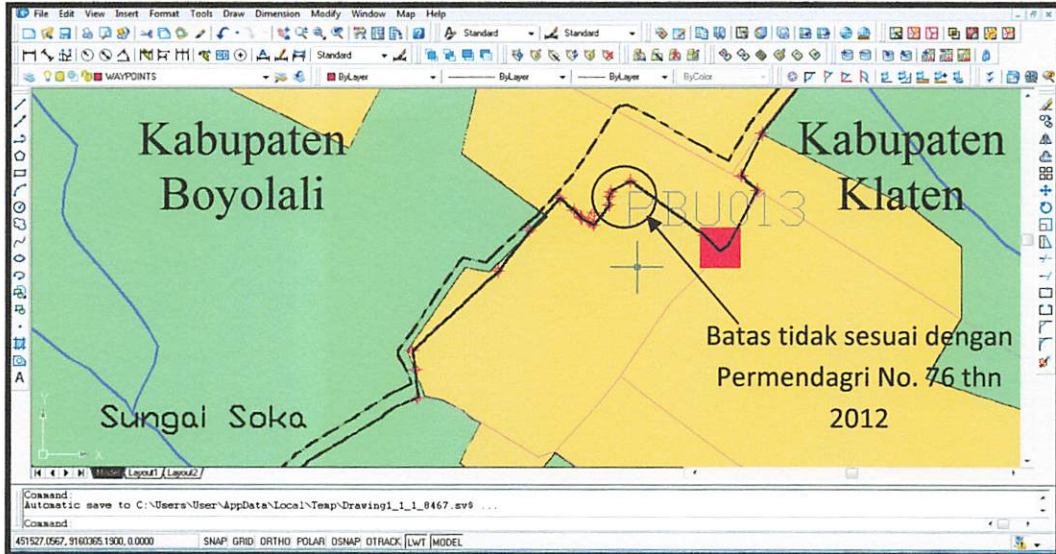 File Edit View Insert Format Tools Draw Dimension Modify Window Map Help
Standard Standard
Standard
WAYPOINTS ByLayer ByLayer ByLayer ByColor
Kabupaten
Boyolali
Kabupaten
Klaten
PBU013
Batas tidak sesuai dengan
Permendagri No. 76 thn
2012
Sungai Soka
Y
X
Model Layout1 Layout2
Command:
Automatic save to C:\Users\User\AppData\Local\Temp\Drawing1_1_1_8467.sv$ ...
Command:
451527.0567, 9160365.1900, 0.0000 SNAP GRID ORTHO POLAR OSNAP OTRACK LWT MODEL